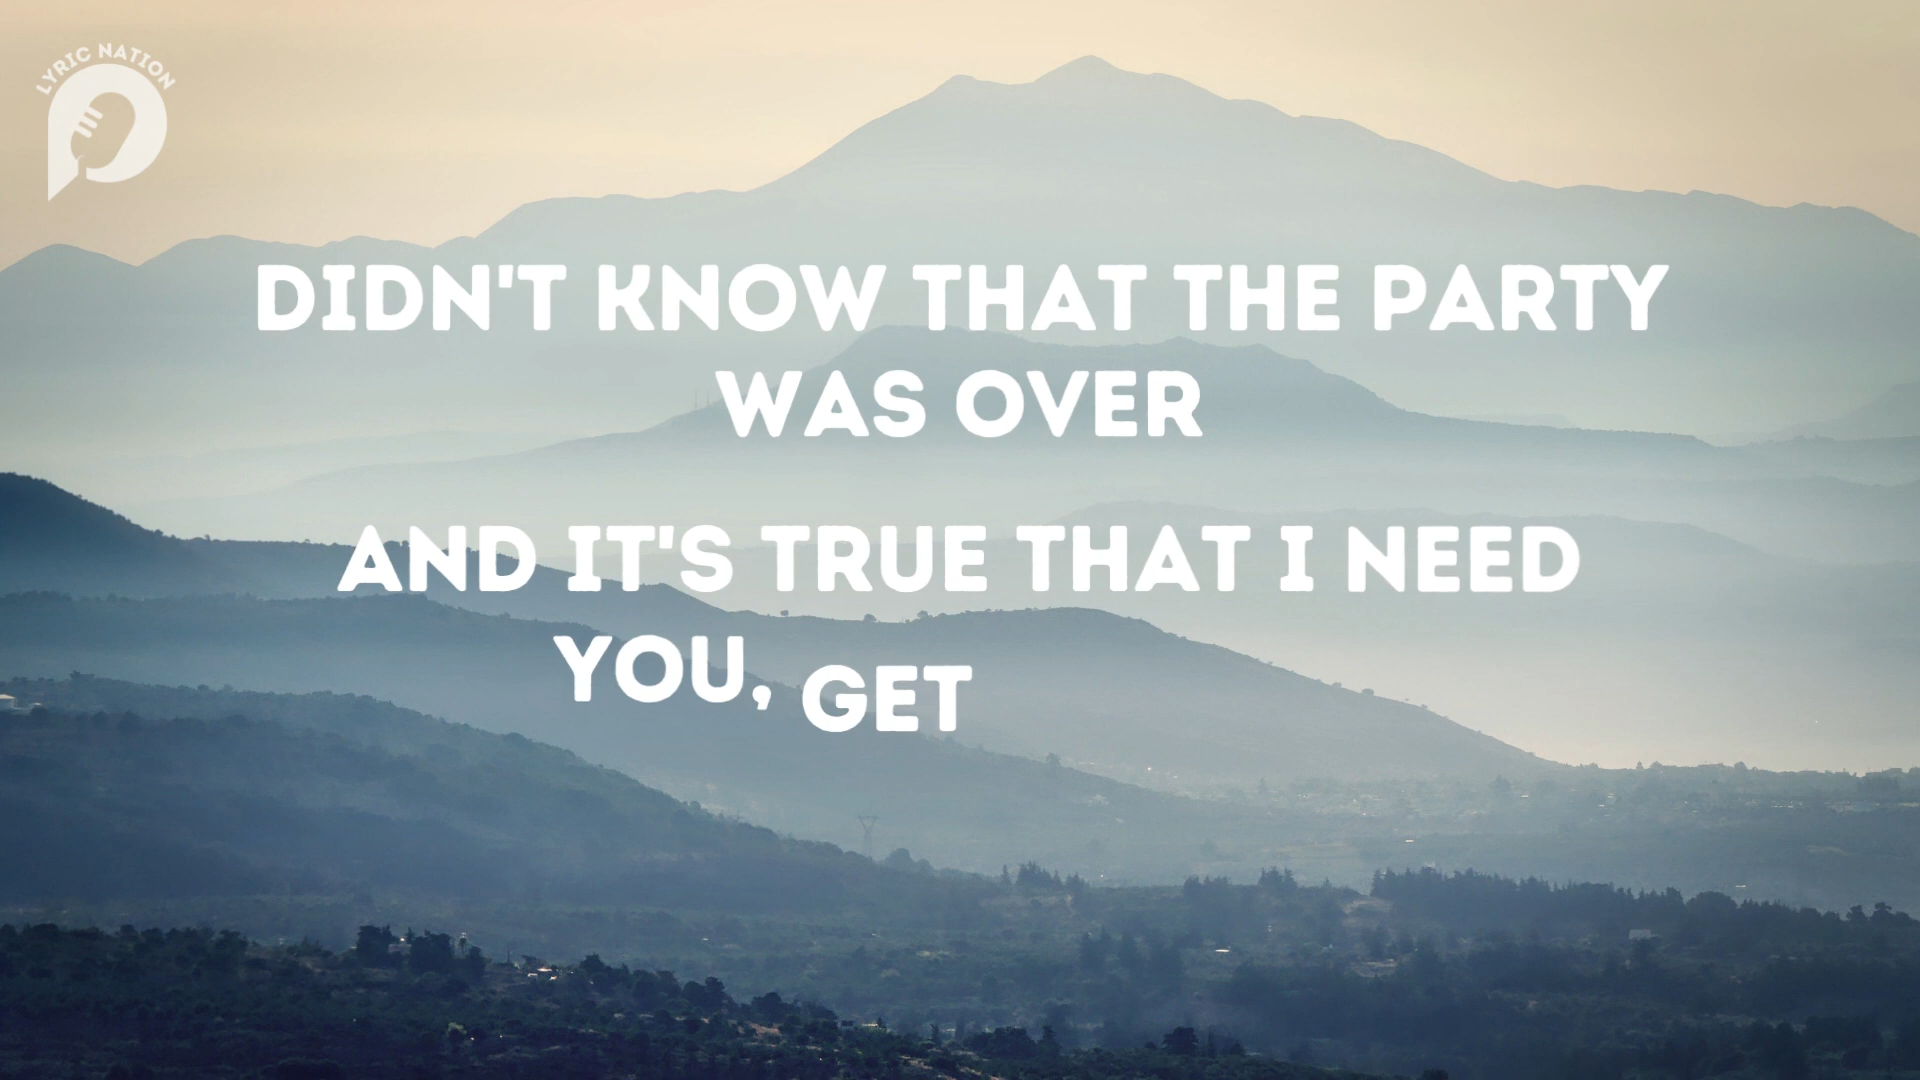 LYRIC NATION
DIDN'T KNOW THAT THE PARTY
WAS OVER
AND IT'S TRUE THAT I NEED
YOU, GET